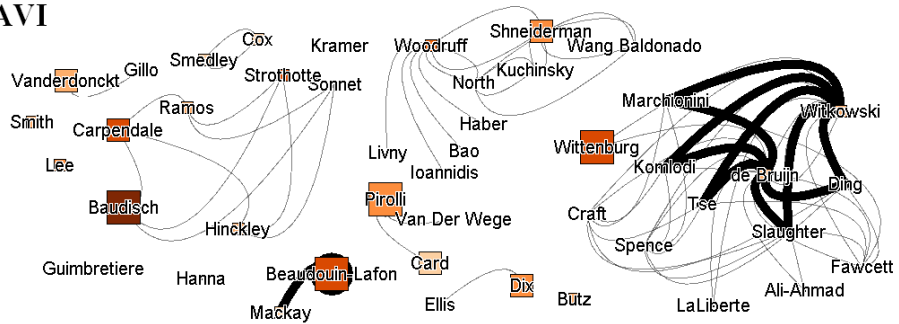 AVI
Cox
Kramer
Smedley
Woodruff
Shneiderman
Wang Baldonado
Vanderdonckt
Gillo
Strothotte
Sonnet
North
Kuchinsky
Ramos
Marchionini
Witkowski
Smith
Carpendale
Haber
Wittenburg
Lee
Livny
Bao
Ioannidis
Komlodi
de Bruijn
Ding
Baudisch
Pirolli
Van Der Wege
Tse
Craft
Hinckley
Slaughter
Spence
Guimbretiere
Hanna
Beaudouin-Lafon
Card
Fawcett
Dix
Ali-Ahmad
Ellis
Butz
LaLiberte
Mackay